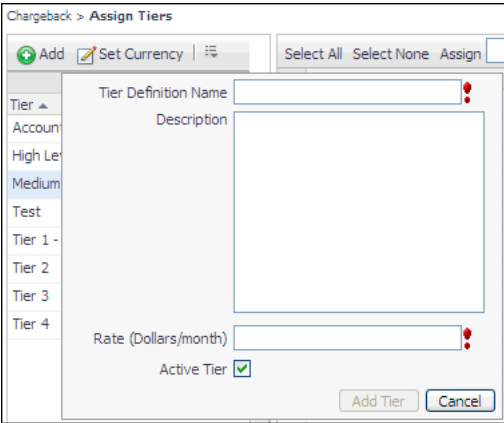 Chargeback > Assign Tiers
Add Set Currency
Select All Select None Assign
Tier
Account
High Le
Medium
Test
Tier 1 -
Tier 2
Tier 3
Tier 4
Tier Definition Name
Description
Rate (Dollars/month)
Active Tier
Add Tier Cancel